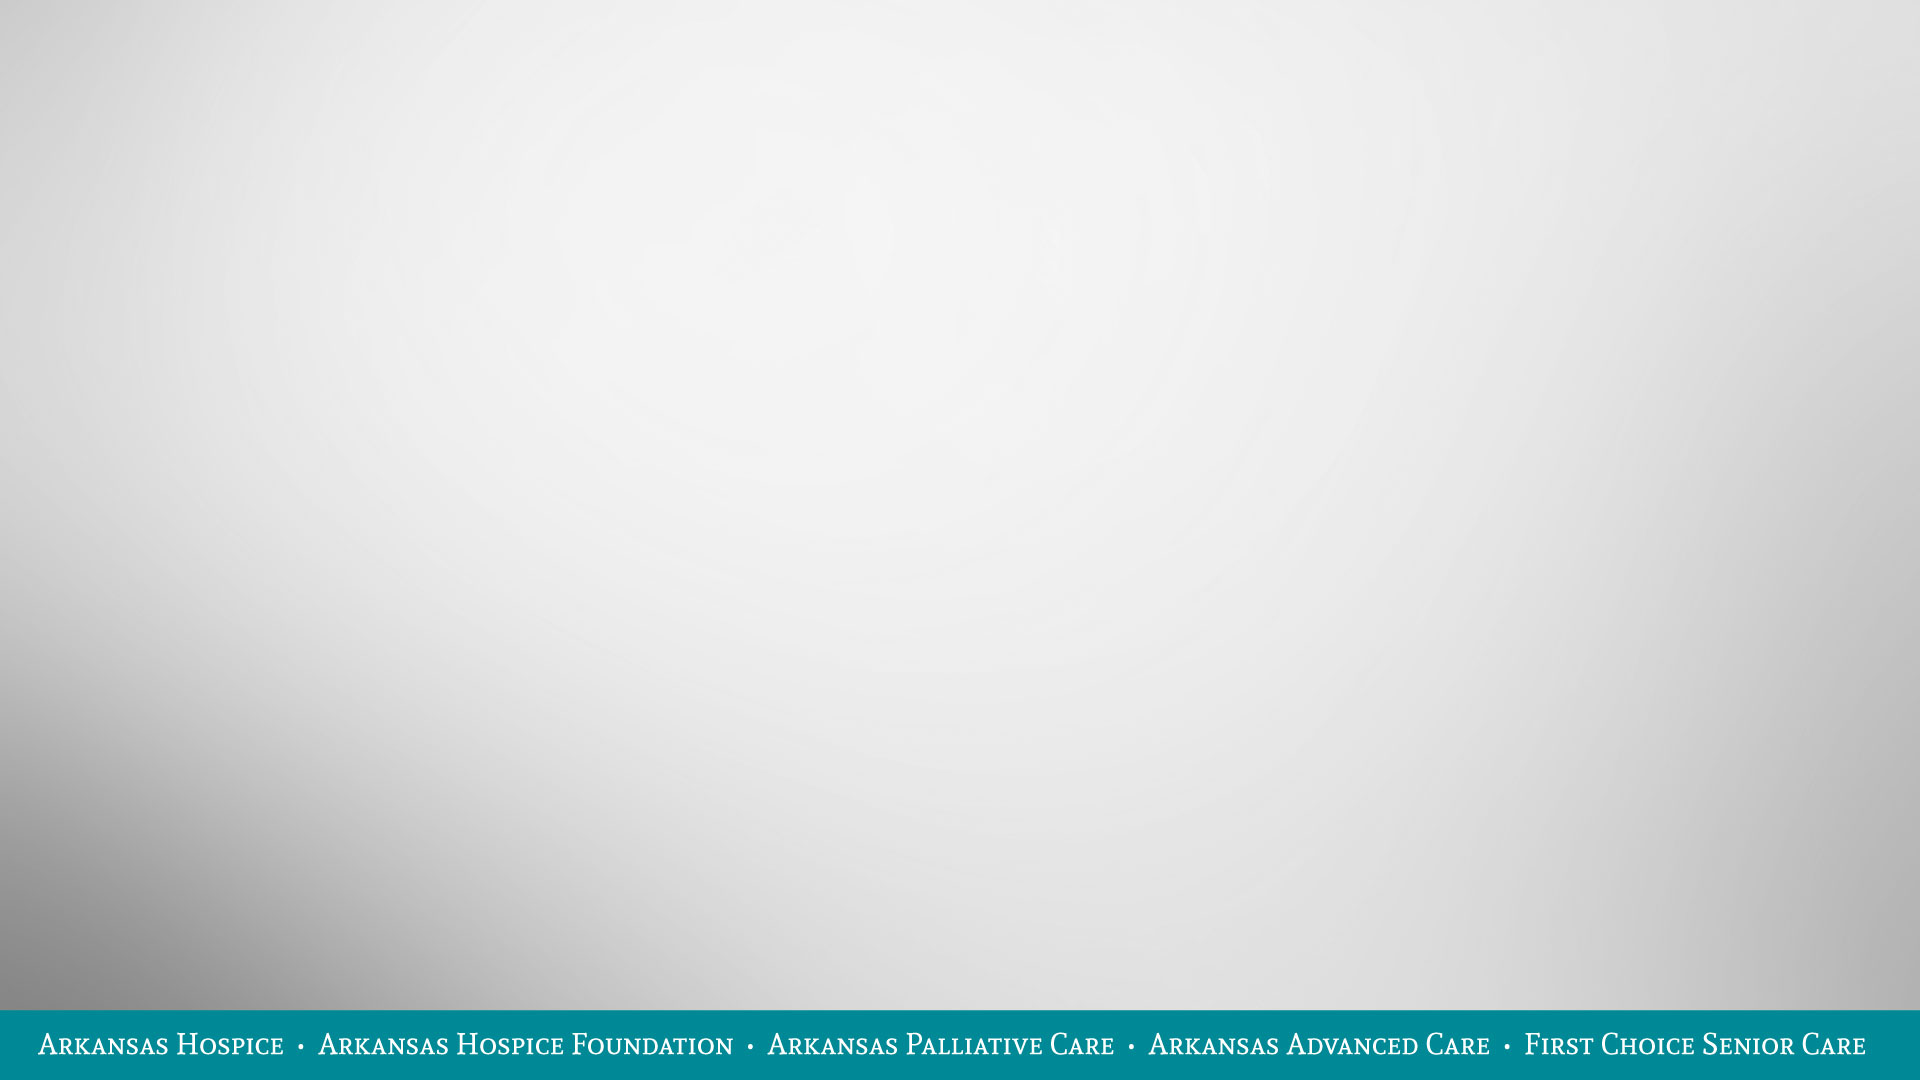 Arkansas Hospice • Arkansas Hospice Foundation • Arkansas Palliative Care • Arkansas Advanced Care • First Choice Senior Care